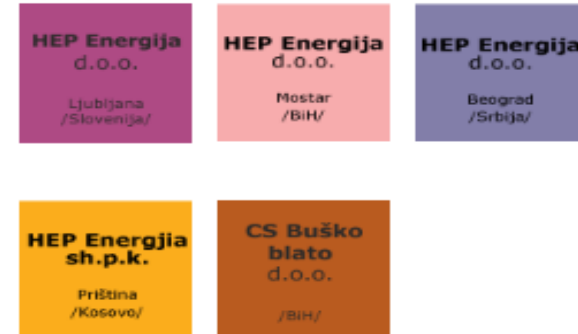 HEP Energija
d.o.o.
Ljubljana
/Slovenija/
HEP Energija
d.o.o.
Mostar
/BiH/
HEP Energija
d.o.o.
Beograd
/Srbija/
HEP Energjia
sh.p.k.
Priština
/Kosovo/
CS Buško
blato
d.o.o.
/BiH/